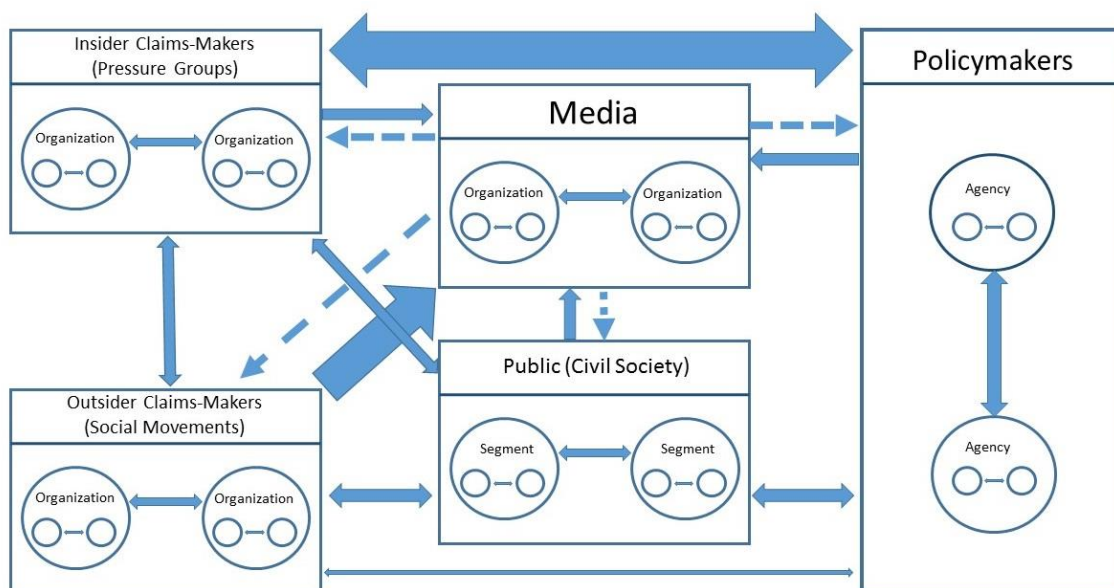 Insider Claims-Makers
(Pressure Groups)
Organization
Organization
Media
Organization
Organization
Policymakers
Agency
Agency
Outsider Claims-Makers
(Social Movements)
Organization
Organization
Public (Civil Society)
Segment
Segment